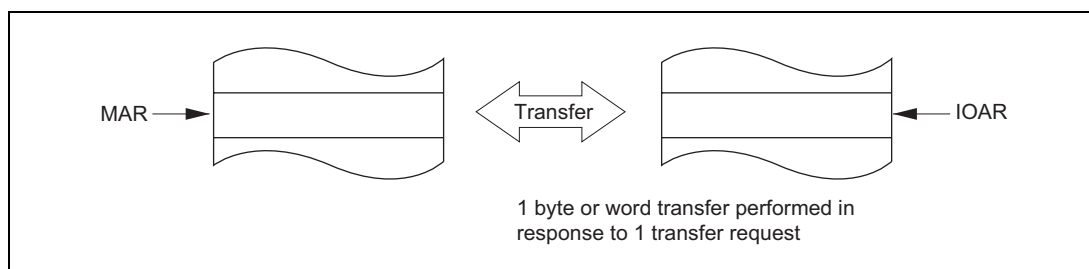 MAR
Transfer
IOAR
1 byte or word transfer performed in
response to 1 transfer request